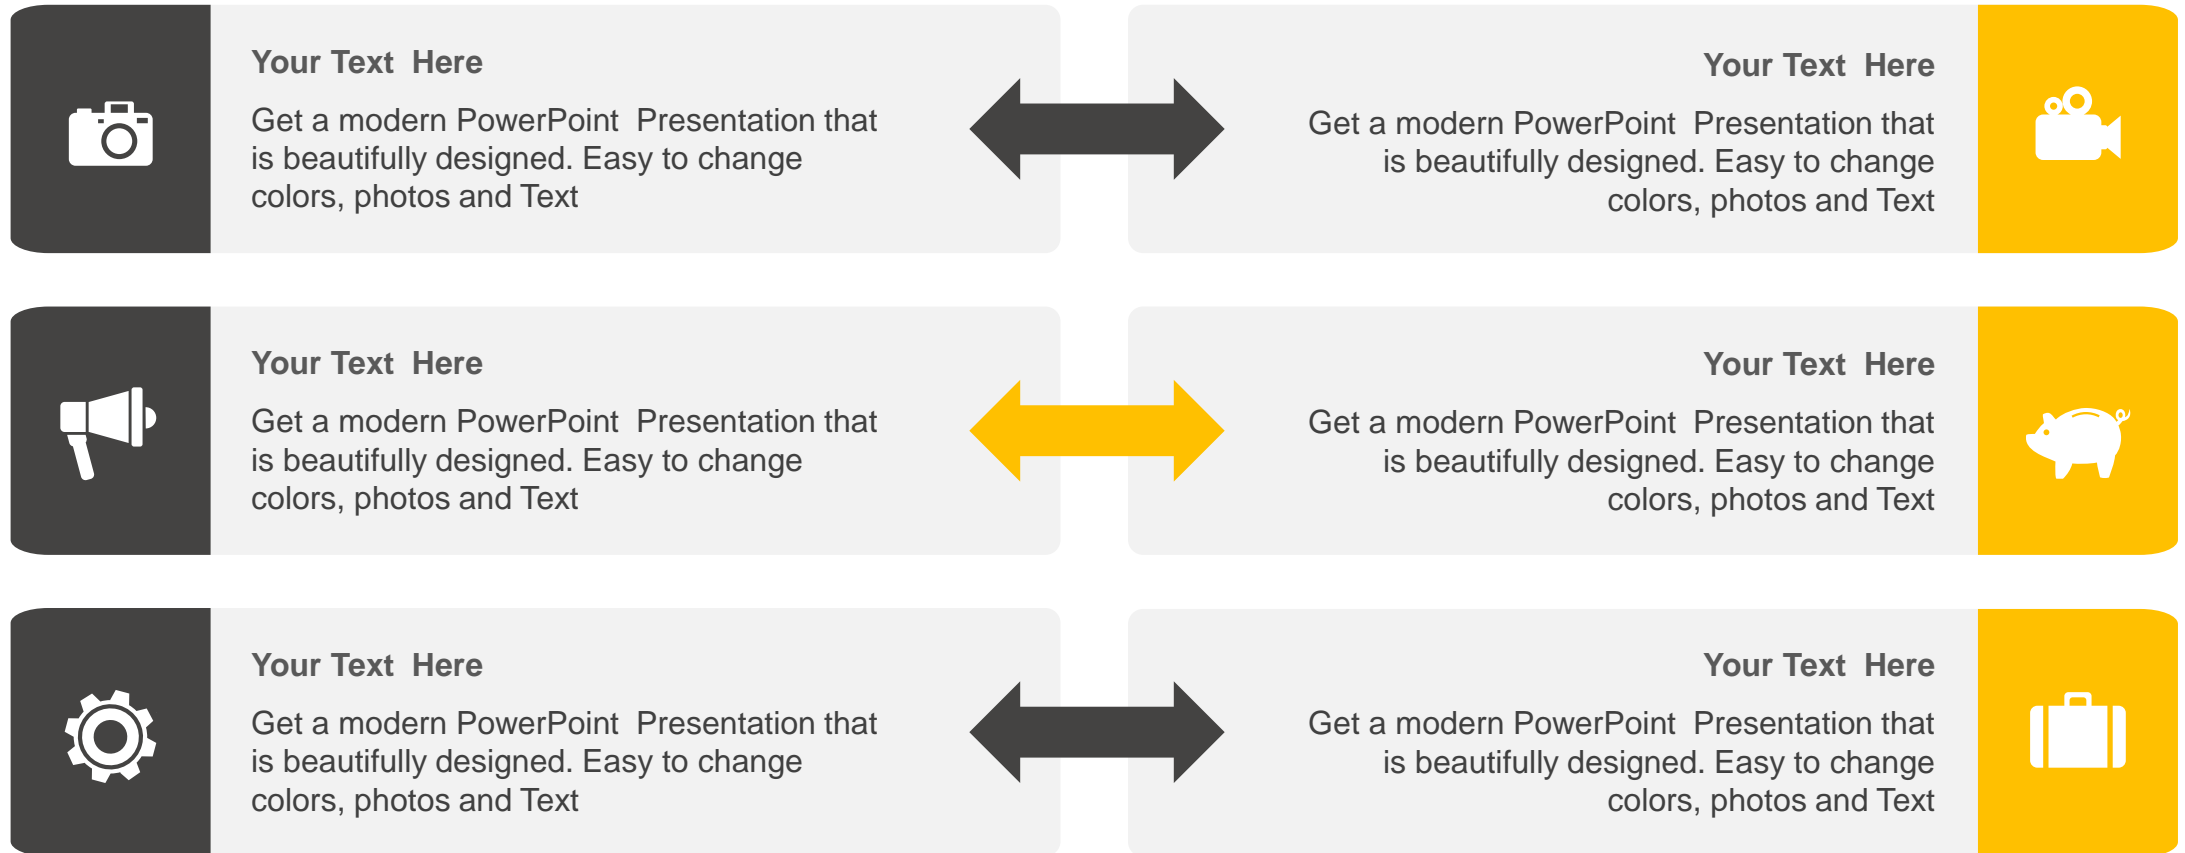 Your Text  Here
Get a modern PowerPoint  Presentation that
is beautifully designed. Easy to change
colors, photos and Text
Your Text  Here
Get a modern PowerPoint  Presentation that
is beautifully designed. Easy to change
colors, photos and Text
Your Text  Here
Get a modern PowerPoint  Presentation that
is beautifully designed. Easy to change
colors, photos and Text
Your Text  Here
Get a modern PowerPoint  Presentation that
is beautifully designed. Easy to change
colors, photos and Text
Your Text  Here
Get a modern PowerPoint  Presentation that
is beautifully designed. Easy to change
colors, photos and Text
Your Text  Here
Get a modern PowerPoint  Presentation that
is beautifully designed. Easy to change
colors, photos and Text